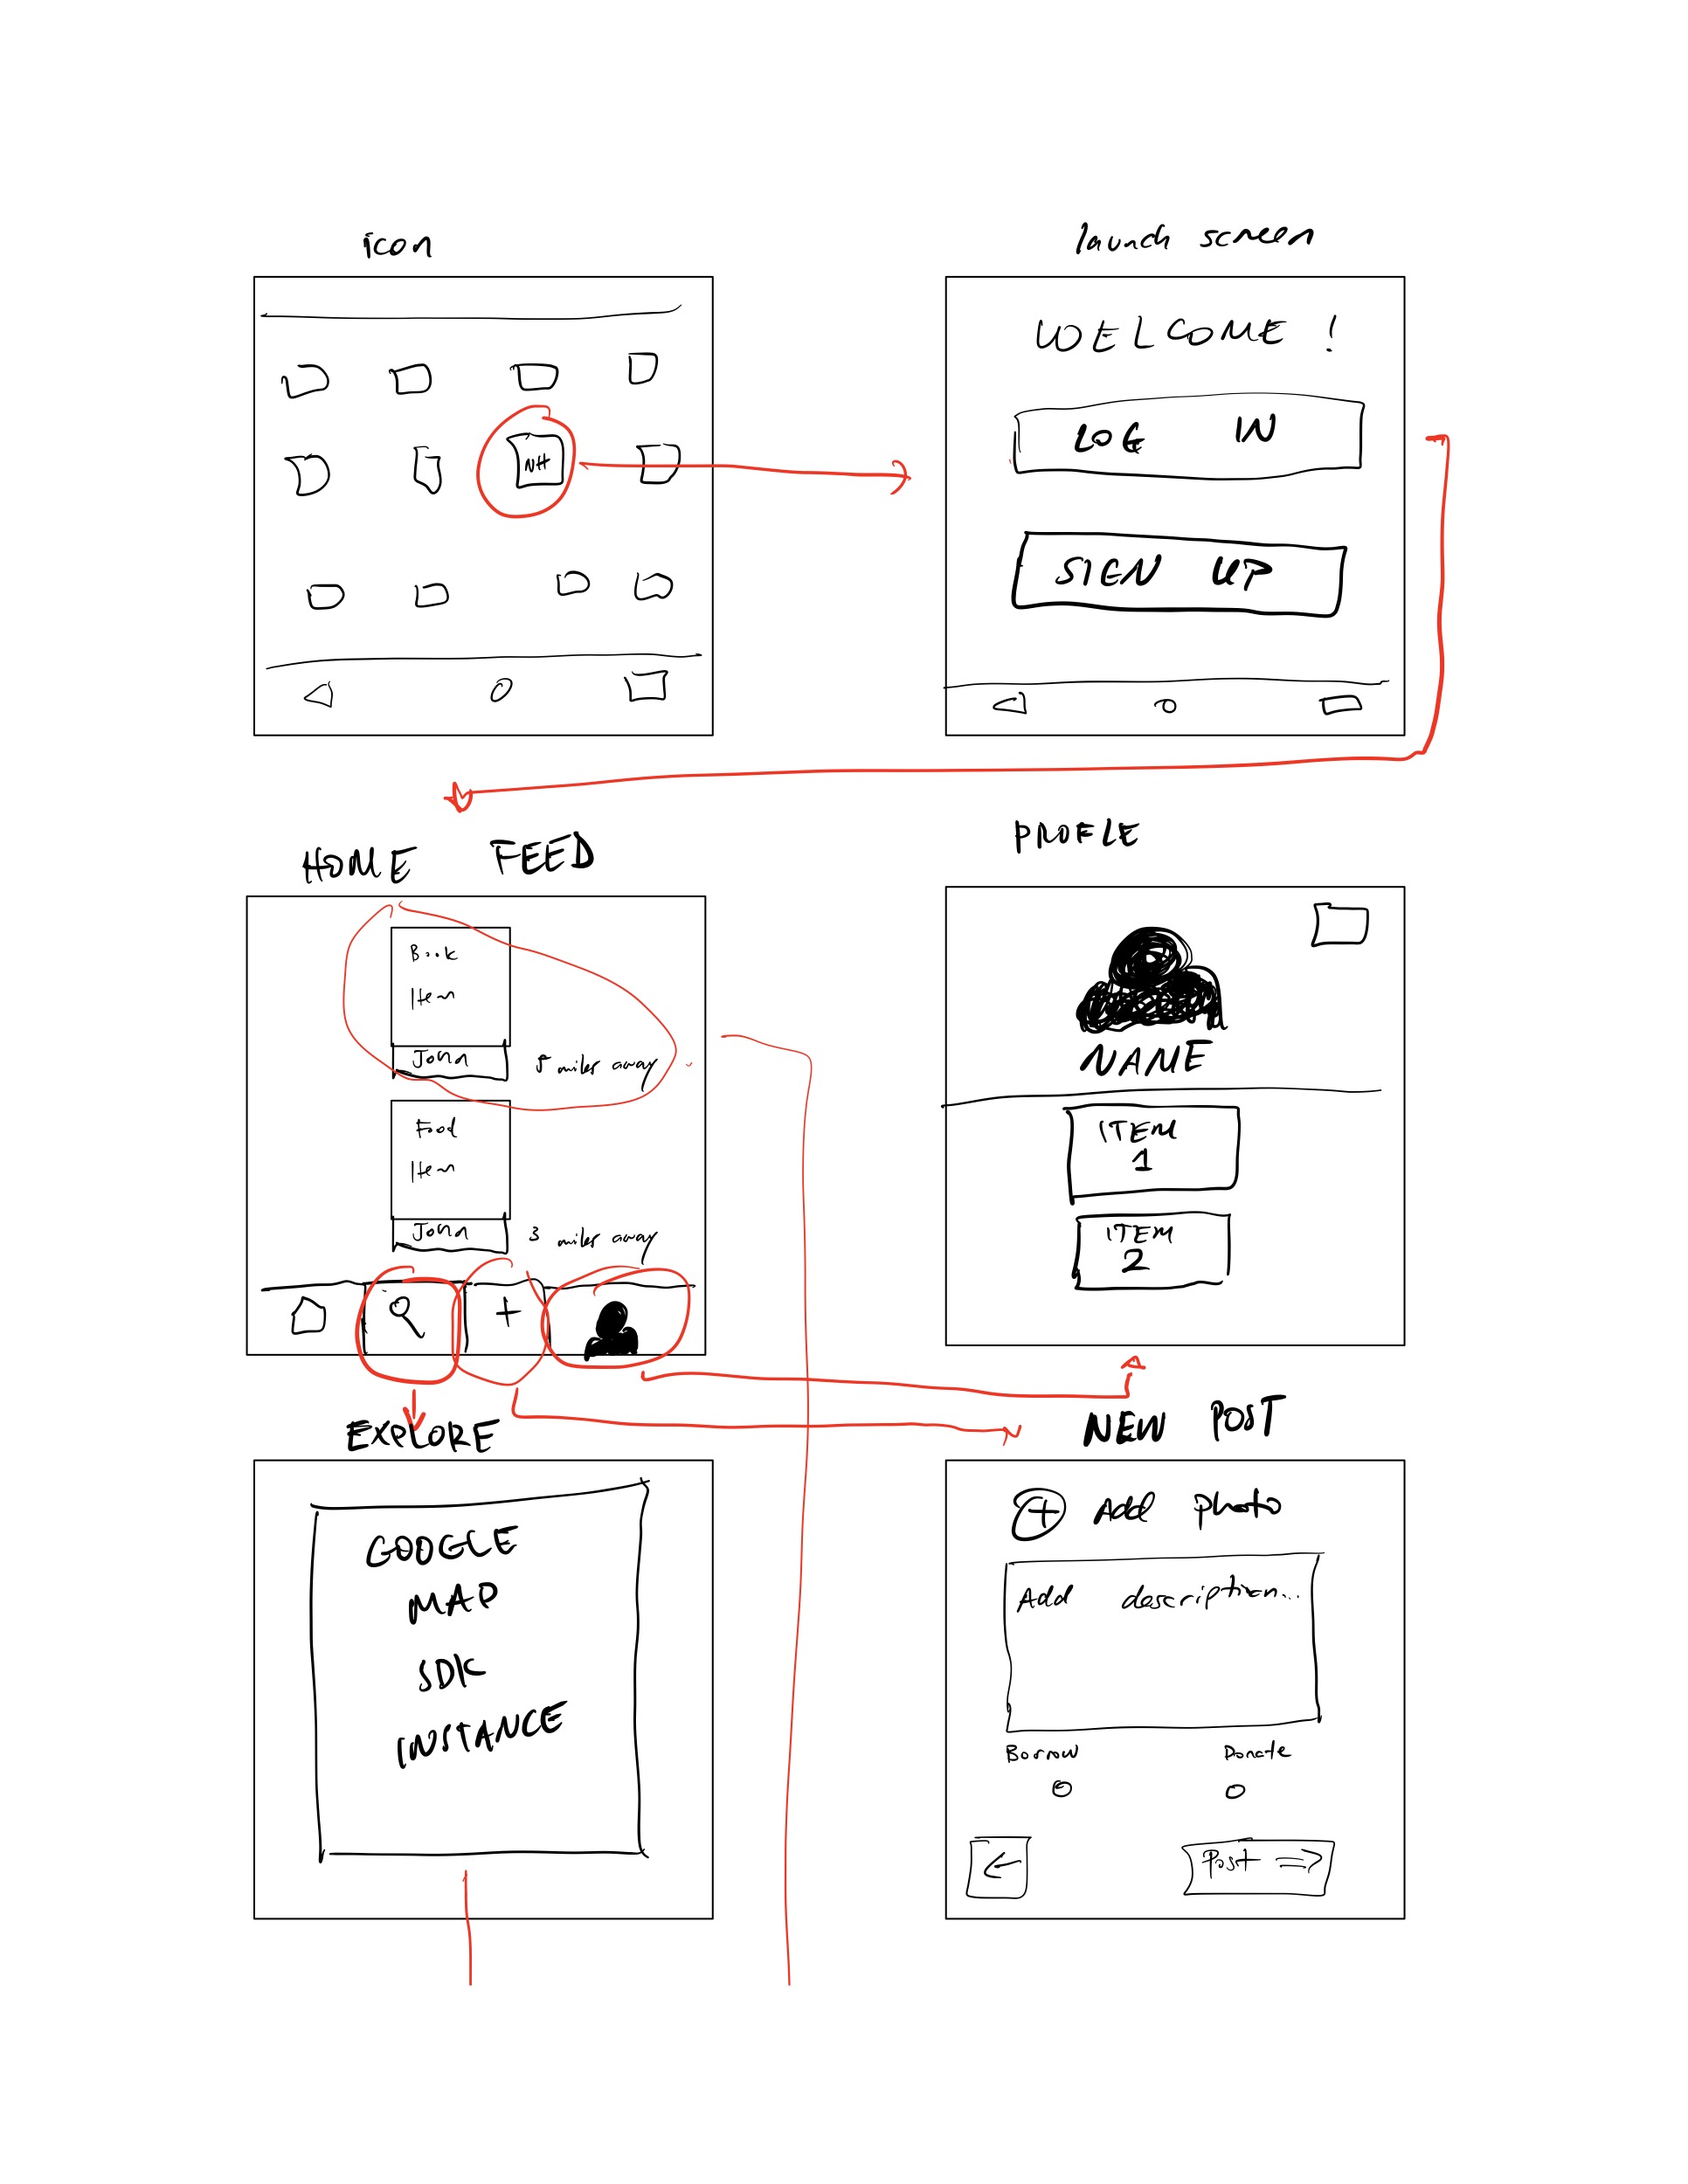 icon
launch screen
NH
WELCOME !
LOG IN
SIGN UP
HOME FEED
Book
Item
John
5 miles away
Food
Item
John
3 miles away
PROFLE
NAME
ITEM
1
ITEM
2
EXPLORE
GOOGLE
MAP
SDK
INSTANCE
NEW POST
Add photo
Add description...
Borrow
Donate
Post